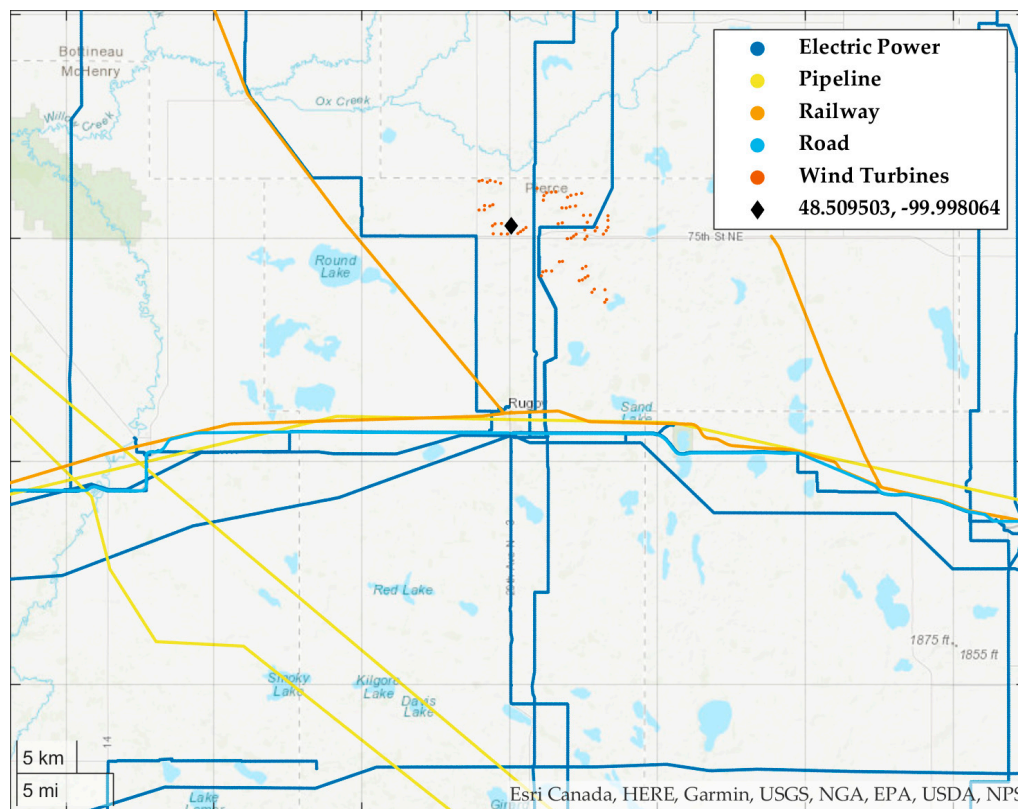 Bottineau
McHenry
Willow Creek
Ox Creek
Pierce
75th St NE
Round
Lake
Rugby
Sand
Lake
Red Lake
1875 ft
1855 ft
Smoky
Lake
Kilgore
Lake
Davis
Lake
14
Lake
Electric Power
Pipeline
Railway
Road
Wind Turbines
48.509503, -99.998064
5 km
5 mi
Esri Canada, HERE, Garmin, USGS, NGA, EPA, USDA, NPS